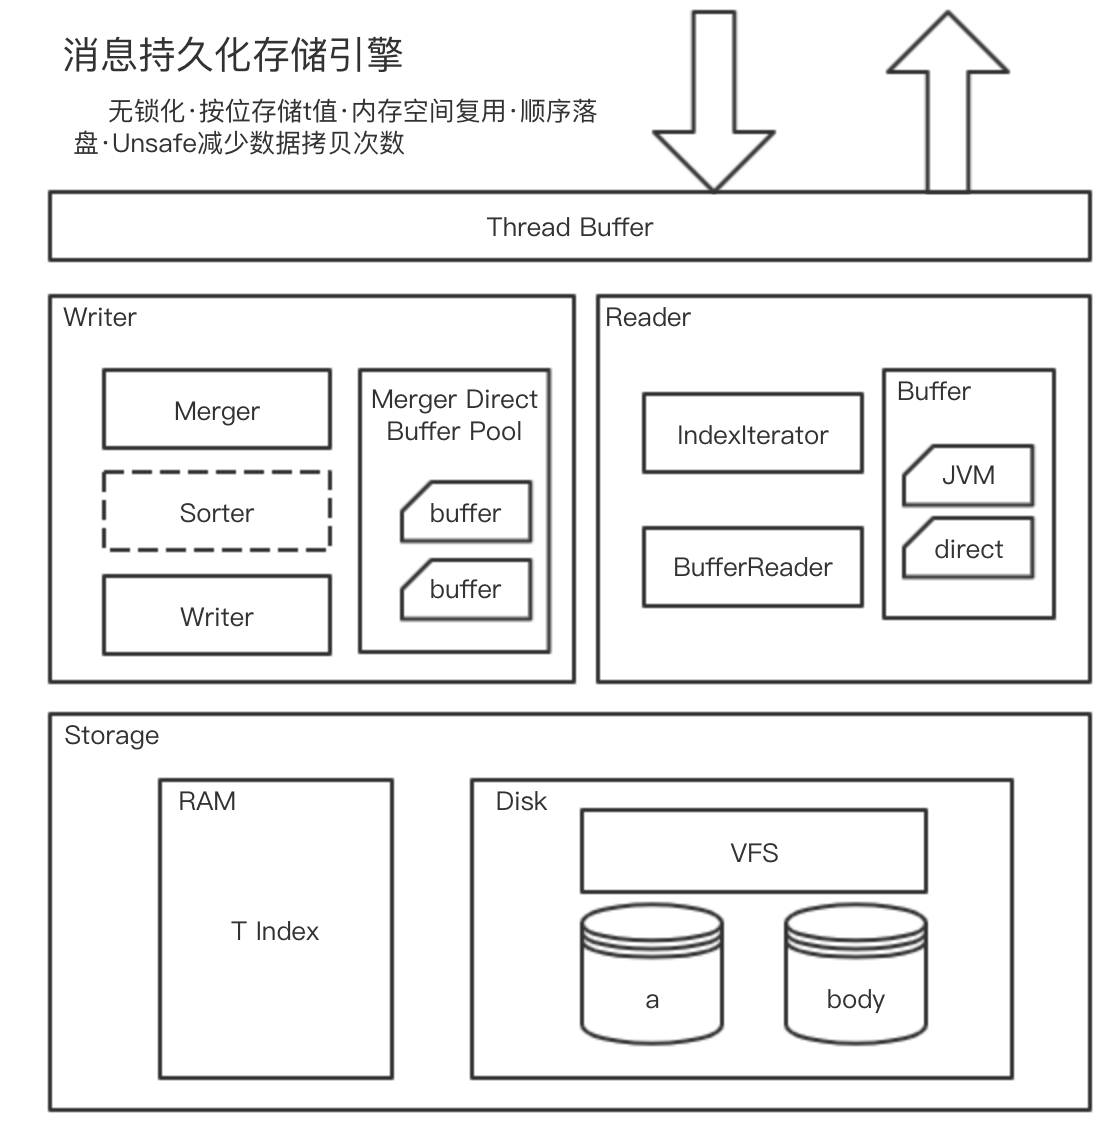 消息持久化存储引擎
无锁化·按位存储t值·内存空间复用·顺序落
盘·Unsafe减少数据拷贝次数
Thread Buffer
Writer
Merger
Sorter
Writer
Merger Direct
Buffer Pool
buffer
buffer
Reader
IndexIterator
BufferReader
Buffer
JVM
direct
Storage
RAM
T Index
Disk
VFS
a
body